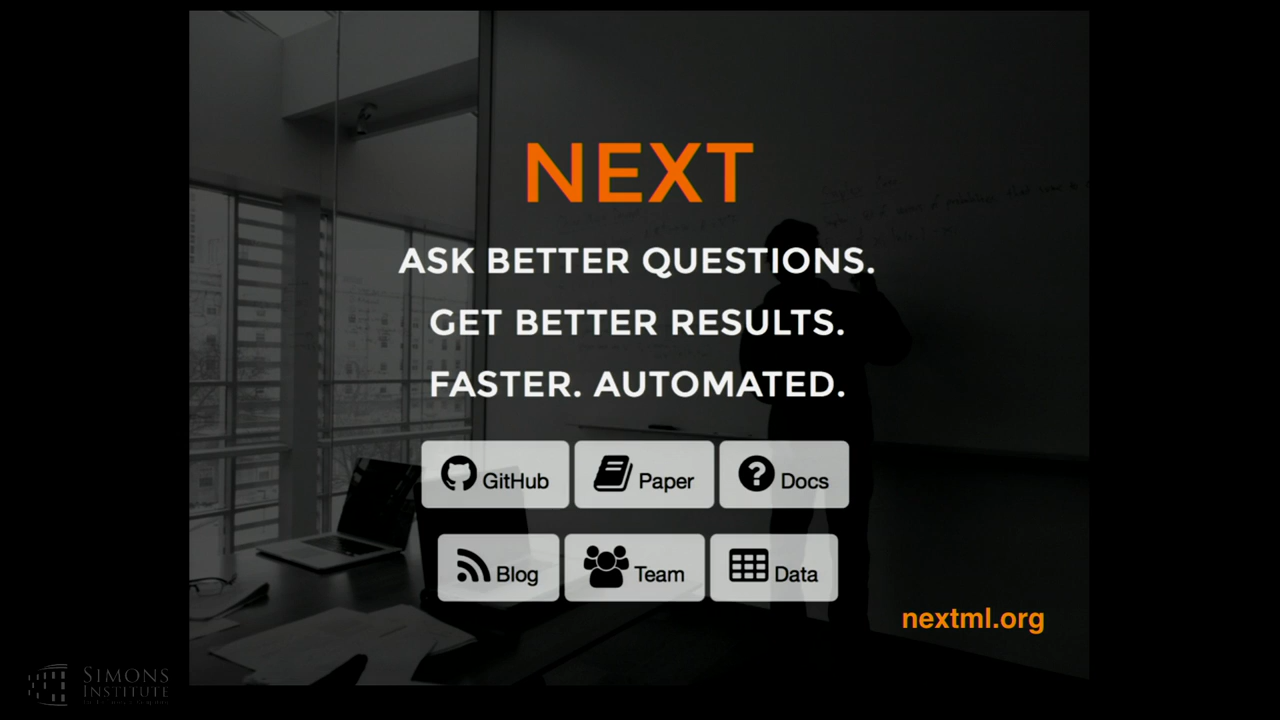 NEXT
ASK BETTER QUESTIONS.
GET BETTER RESULTS.
FASTER. AUTOMATED.
GitHub Paper Docs
Blog Team Data
nextml.org
SIMONS
INSTITUTE